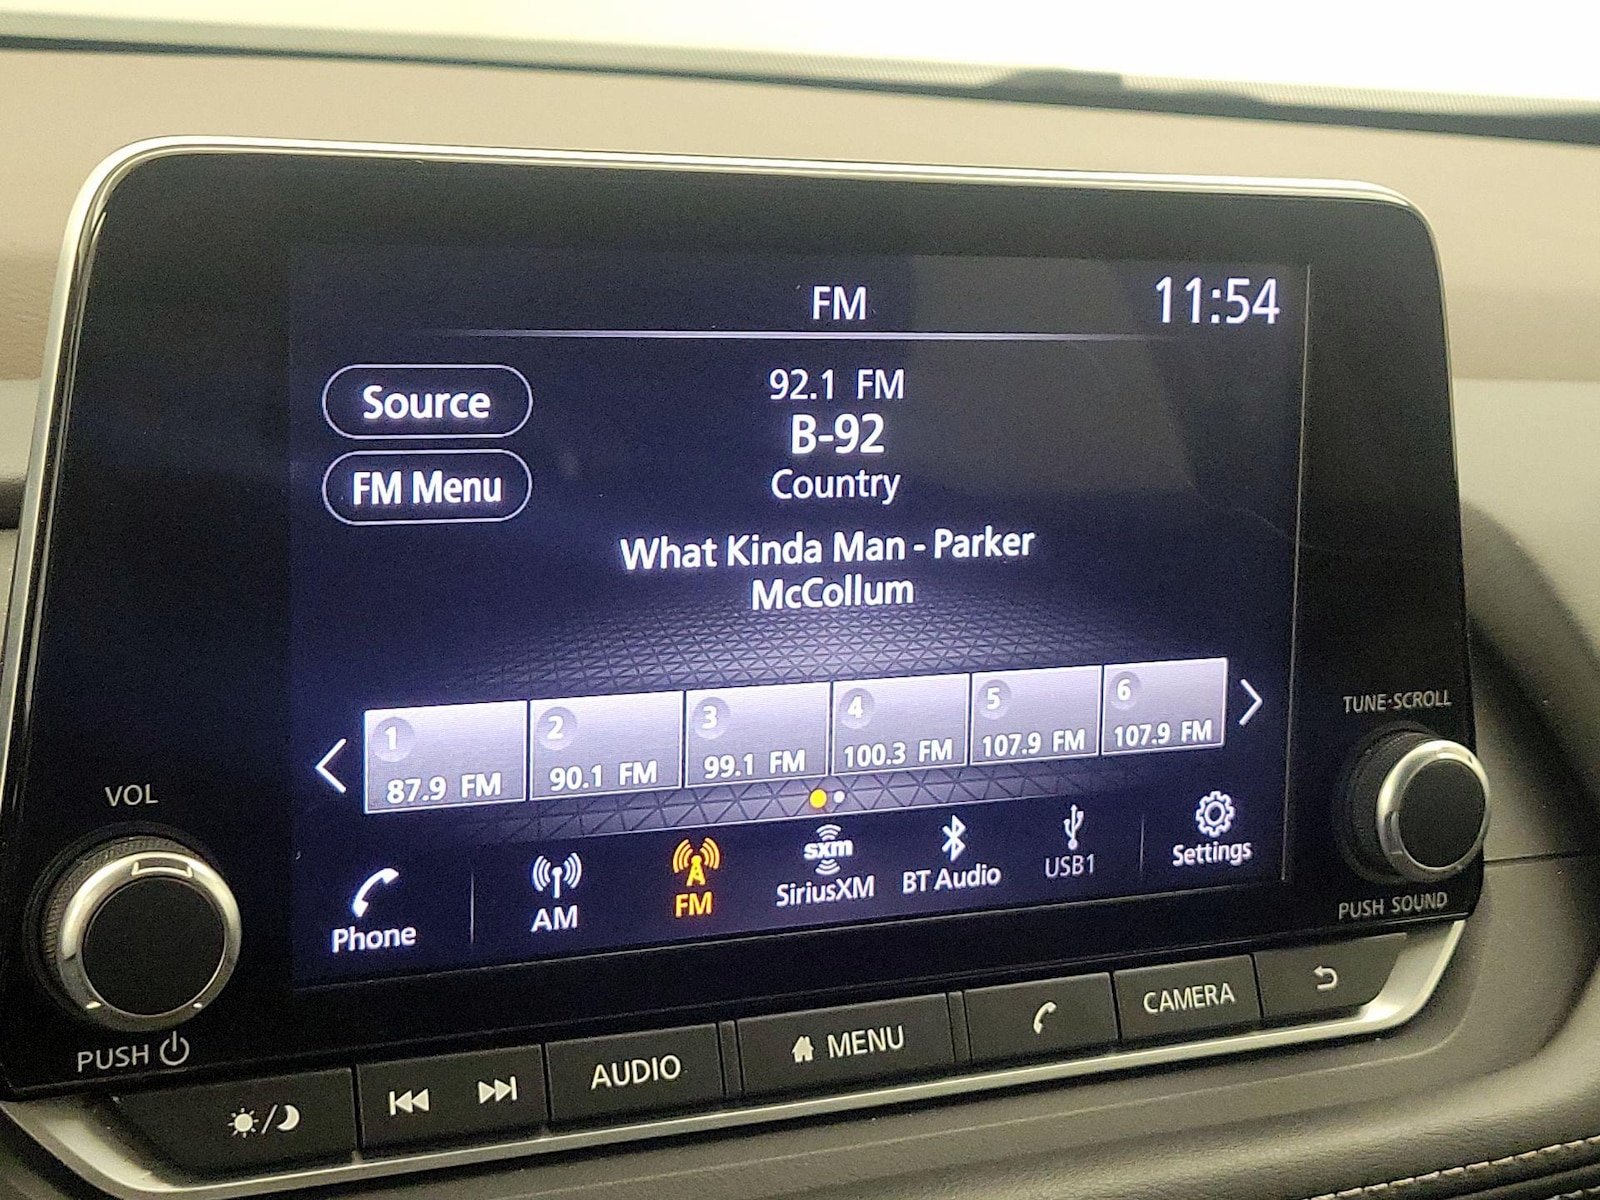 FM
11:54
Source
92.1 FM
B-92
FM Menu
Country
What Kinda Man - Parker
McCollum
1
87.9 FM
2
90.1 FM
3
99.1 FM
4
100.3 FM
5
107.9 FM
6
107.9 FM
TUNE·SCROLL
VOL
Phone
AM
FM
sxm
SiriusXM
BT Audio
USB1
Settings
PUSH SOUND
PUSH
AUDIO
MENU
CAMERA